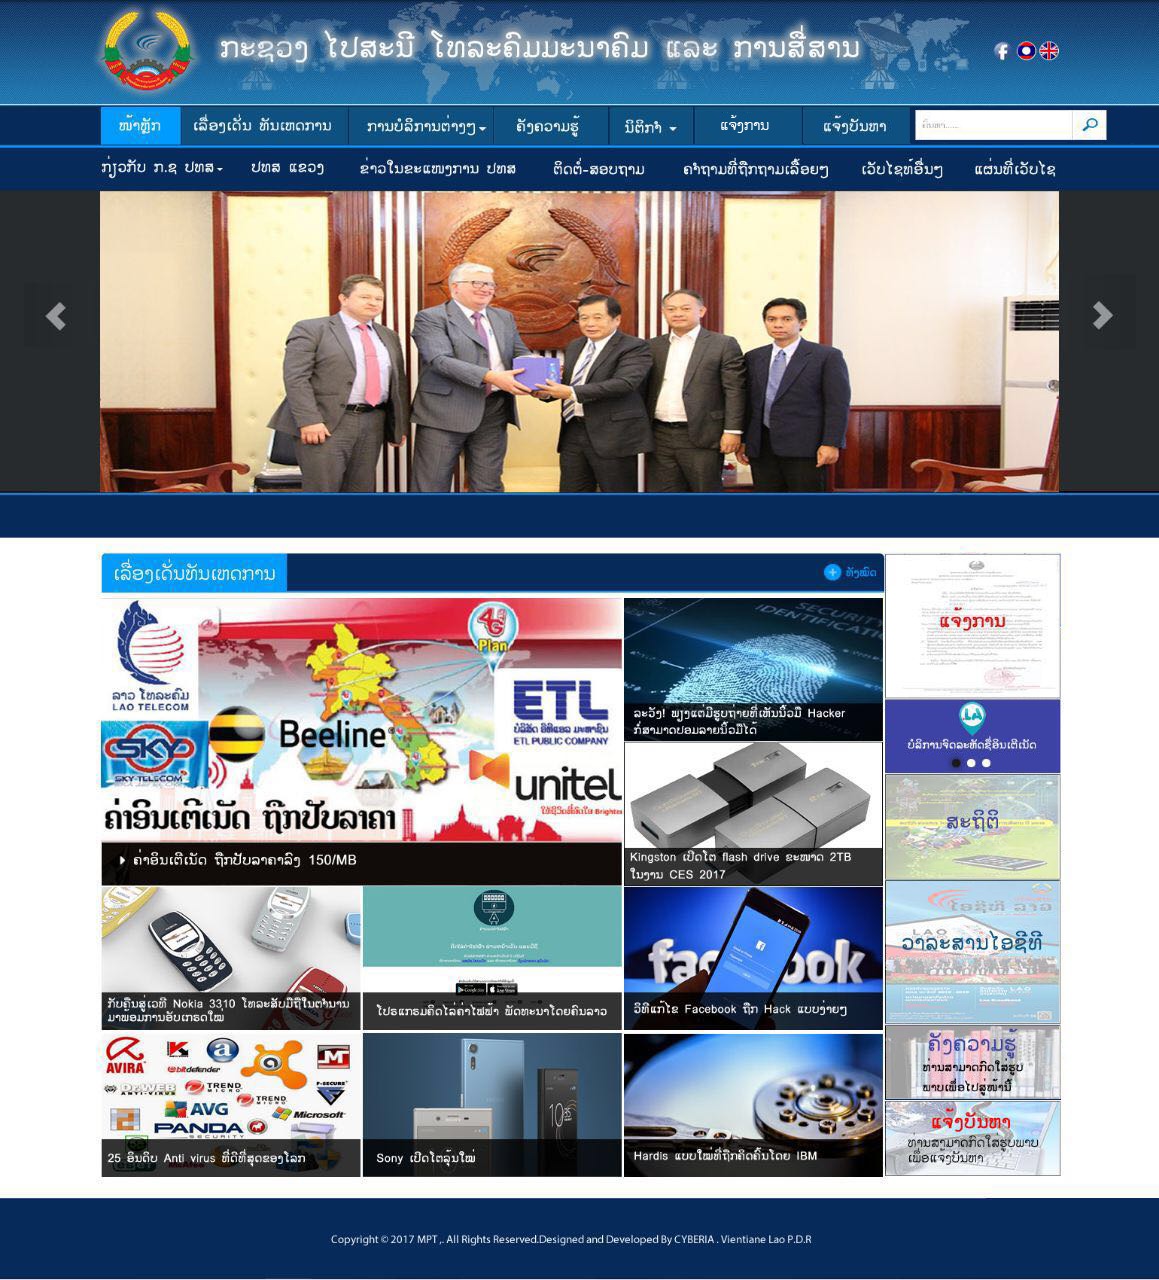 ກະຊວງ ໄປສະນີ ໂທລະຄົມມະນາຄົມ ແລະ ການສື່ສານ
ໜ້າຫຼັກ
ເລື່ອງເດັ່ນ ທັນເຫດການ
ການບໍລິການຕ່າງໆ
ຄັງຄວາມຮູ້
ນິຕິກຳ
ແຈ້ງການ
ແຈ້ງບັນຫາ
ຄົ້ນຫາ......
ກ່ຽວກັບ ກ.ຊ ປທສ
ປທສ ແຂວງ
ຂ່າວໃນຂະແໜງການ ປທສ
ຕິດຕໍ່-ສອບຖາມ
ຄຳຖາມທີ່ຖືກຖາມເລື້ອຍໆ
ເວັບໄຊທ໌ອື່ນໆ
ແຜ່ນທີ່ເວັບໄຊ
ເລື່ອງເດັ່ນທັນເຫດການ
ທັງໝົດ
ລາວ ໂທລະຄົມ
LAO TELECOM
4G
Plan
SKY
SKY TELECOM
Beeline
ETL
ບໍລິສັດ ອີທີແອລ ມະຫາຊົນ
ETL PUBLIC COMPANY
unitel
ຄ່າອິນເຕີເນັດ ຖືກປັບລາຄາ
ຄ່າອິນເຕີເນັດ ຖືກປັບລາຄາລົງ 150/MB
SECURITY
IDENTIFICATION
ລະວັງ! ພຽງແຕ່ມີຮູບຖ່າຍທີ່ເຫັນນິ້ວມື Hacker
ກໍ່ສາມາດປອມລາຍນິ້ວມືໄດ້
Kingston ເປີດໂຕ flash drive ຂະໜາດ 2TB
ໃນງານ CES 2017
ກັບຄືນສູ່ເວທີ Nokia 3310 ໂທລະສັບມືຖືໃນຕຳນານ
ມາພ້ອມການອັບເກຣດໃໝ່
ໂປຣແກຣມຄິດໄລ່ຄ່າໄຟຟ້າ ພັດທະນາໂດຍຄົນລາວ
facebook
ວິທີແກ້ໄຂ Facebook ຖືກ Hack ແບບງ່າຍໆ
AVIRA
bitdefender
Dr.WEB
ANTI-VIRUS
TREND
MICRO
TREND
MICRO
F-SECURE
AVG
Microsoft
PANDA
SECURITY
25 ອັນດັບ Anti virus ທີ່ດີທີ່ສຸດຂອງໂລກ
10:35
Sony ເປີດໂຕລຸ້ນໃໝ່
Hardis ແບບໃໝ່ທີ່ຖືກຄິດຄົ້ນໂດຍ IBM
ແຈ້ງການ
LA
ບໍລິການຈົດລະຫັດຊື່ອິນເຕີເນັດ
ສະຖິຕິ
ໄອຊີທີ ລາວ
LAO
ວາລະສານໄອຊີທີ
ຄັງຄວາມຮູ້
ທ່ານສາມາດກົດໃສ່ຮູບ
ພາບເພື່ອໄປສູ່ໜ້ານີ້
ແຈ້ງບັນຫາ
ທ່ານສາມາດກົດໃສ່ຮູບພາບ
ເພື່ອແຈ້ງບັນຫາ
Copyright © 2017 MPT ,. All Rights Reserved.Designed and Developed By CYBERIA . Vientiane Lao P.D.R